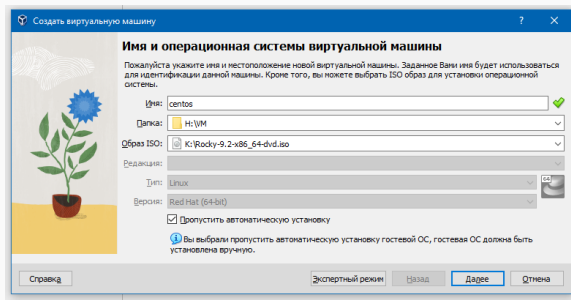 Создать виртуальную машину
Имя и операционная системы виртуальной машины
Пожалуйста укажите имя и местоположение новой виртуальной машины. Заданное Вами имя будет использоваться
для идентификации данной машины. Кроме того, вы можете выбрать ISO образ для установки операционной
системы.
Имя: centos
Папка: H:\VM
Образ ISO: K:\Rocky-9.2-x86_64-dvd.iso
Редакция:
Тип: Linux
64
Версия: Red Hat (64-bit)
Пропустить автоматическую установку
Вы выбрали пропустить автоматическую установку гостевой ОС, гостевая ОС должна быть
установлена вручную.
Справка Экспертный режим Назад Далее Отмена